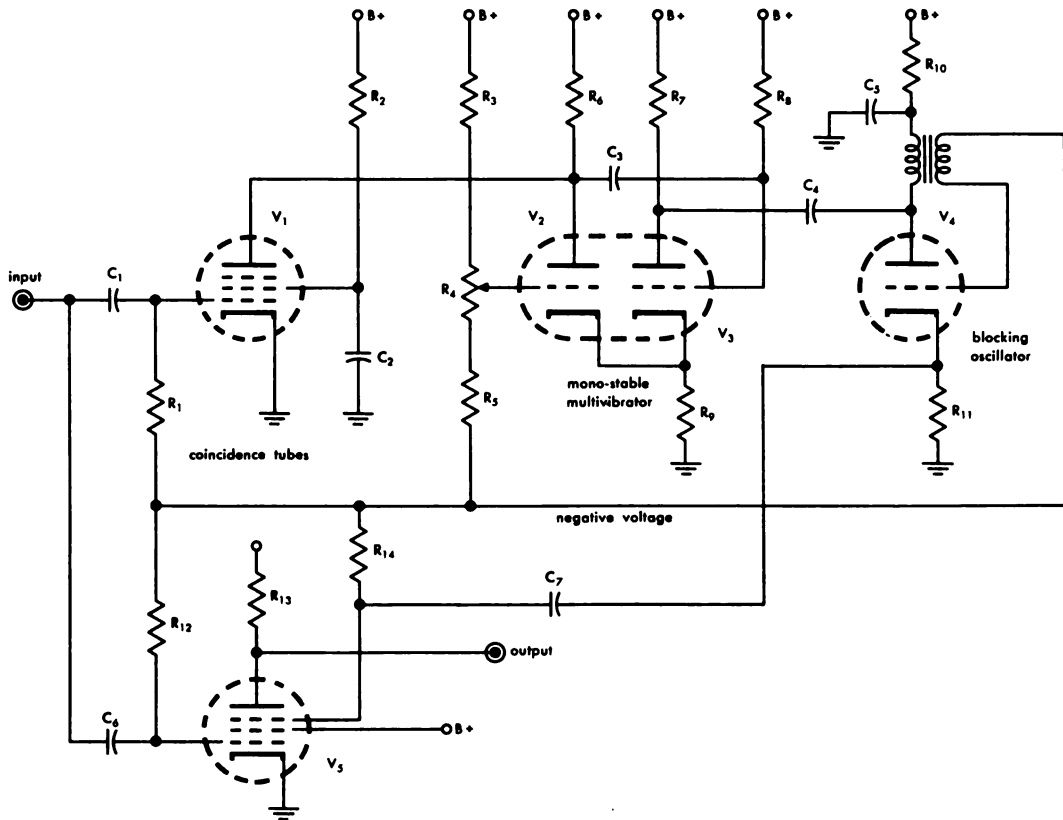 B+
B+
B+
B+
B+
B+
R2
R3
R6
R7
R8
R10
C5
C3
C4
V1
V2
V4
input
C1
R4
V3
blocking
oscillator
C2
R1
R5
mono-stable
multivibrator
R9
R11
coincidence tubes
negative voltage
R14
C7
R13
R12
output
C6
B+
V5